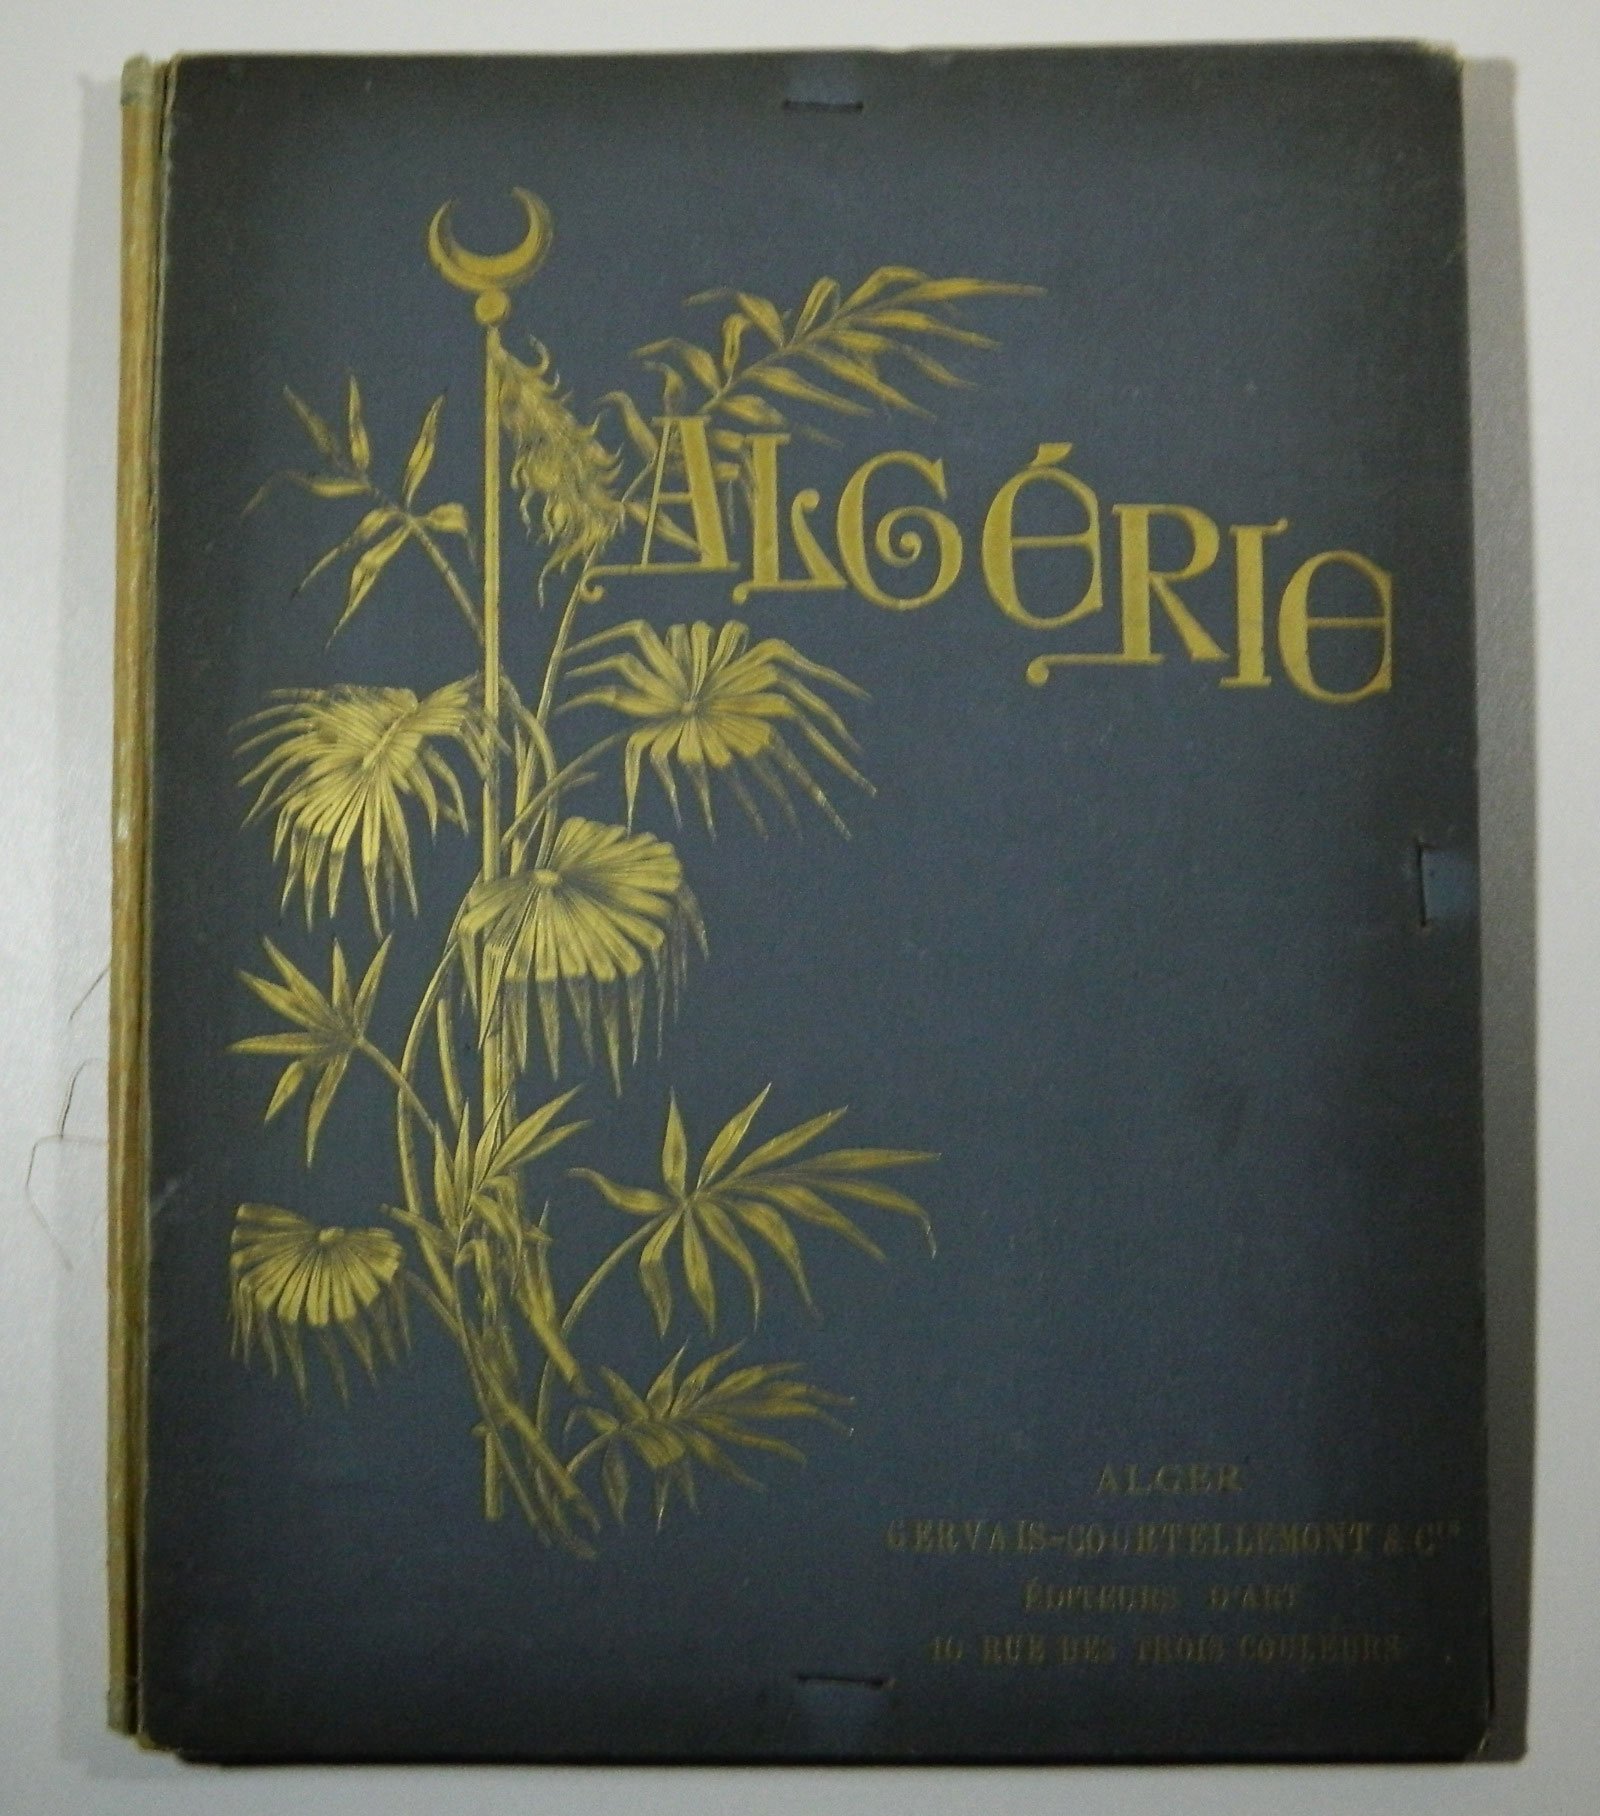 ALGÉRIE
ALGER
GERVAIS-COURTELLEMONT & Cie
ÉDITEURS D'ART
10 RUE DES TROIS COULEURS